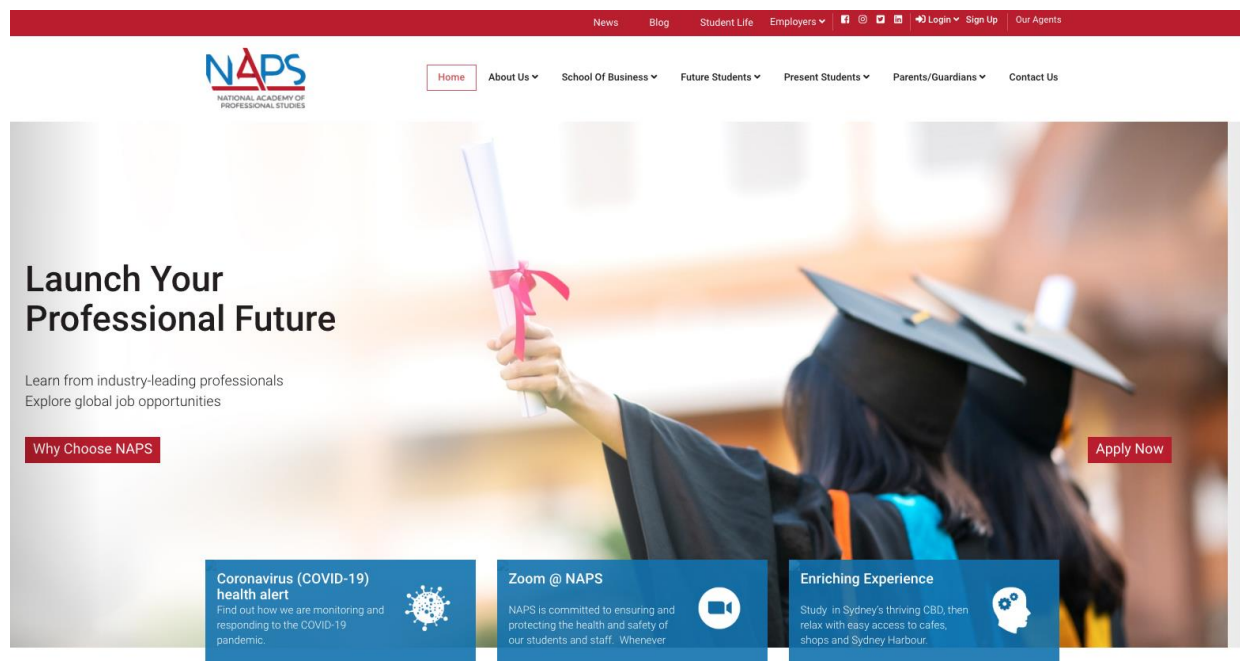 News Blog Student Life Employers Login Sign Up Our Agents
NAPS
NATIONAL ACADEMY OF
PROFESSIONAL STUDIES
Home About Us School Of Business Future Students Present Students Parents/Guardians Contact Us
Launch Your
Professional Future
Learn from industry-leading professionals
Explore global job opportunities
Why Choose NAPS
Apply Now
Coronavirus (COVID-19)
health alert
Find out how we are monitoring and
responding to the COVID-19
pandemic.
Zoom @ NAPS
NAPS is committed to ensuring and
protecting the health and safety of
our students and staff. Whenever
Enriching Experience
Study in Sydney's thriving CBD, then
relax with easy access to cafes,
shops and Sydney Harbour.